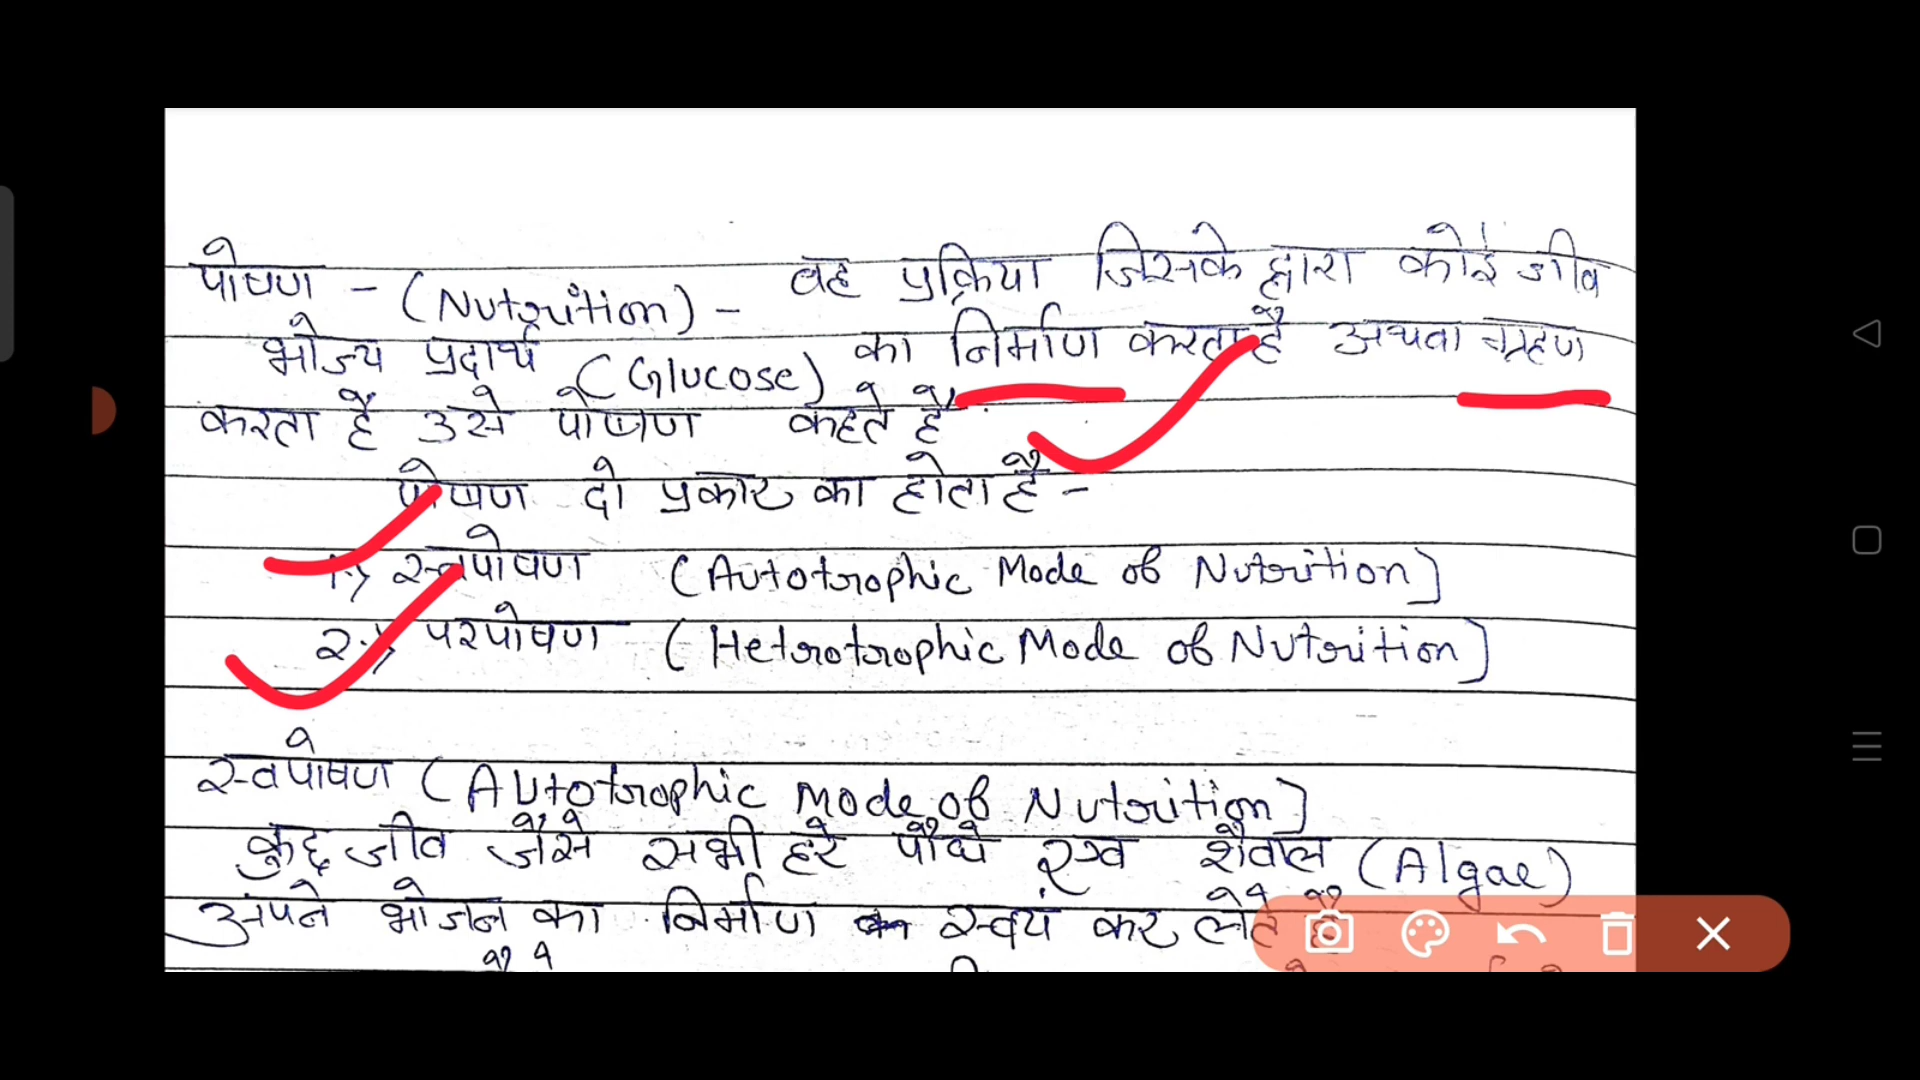 पोषण - (Nutrition) - वह प्रक्रिया जिसके द्वारा कोई जीव
भोज्य प्रदार्थ (Glucose) का निर्माण करता है अथवा ग्रहण
करता है उसे पोषण कहते हैं
पोषण दो प्रकार का होता है -
1.> स्वपोषण (Autotrophic Mode of Nutrition)
2.> परपोषण (Hetrotrophic Mode of Nutrition)
स्वपोषण (Autotrophic Mode of Nutrition)
कुछ जीव जैसे सभी हरे पौधे एंव शैवाल (Algae)
अपने भोजन का निर्माण स्वयं कर लेते है